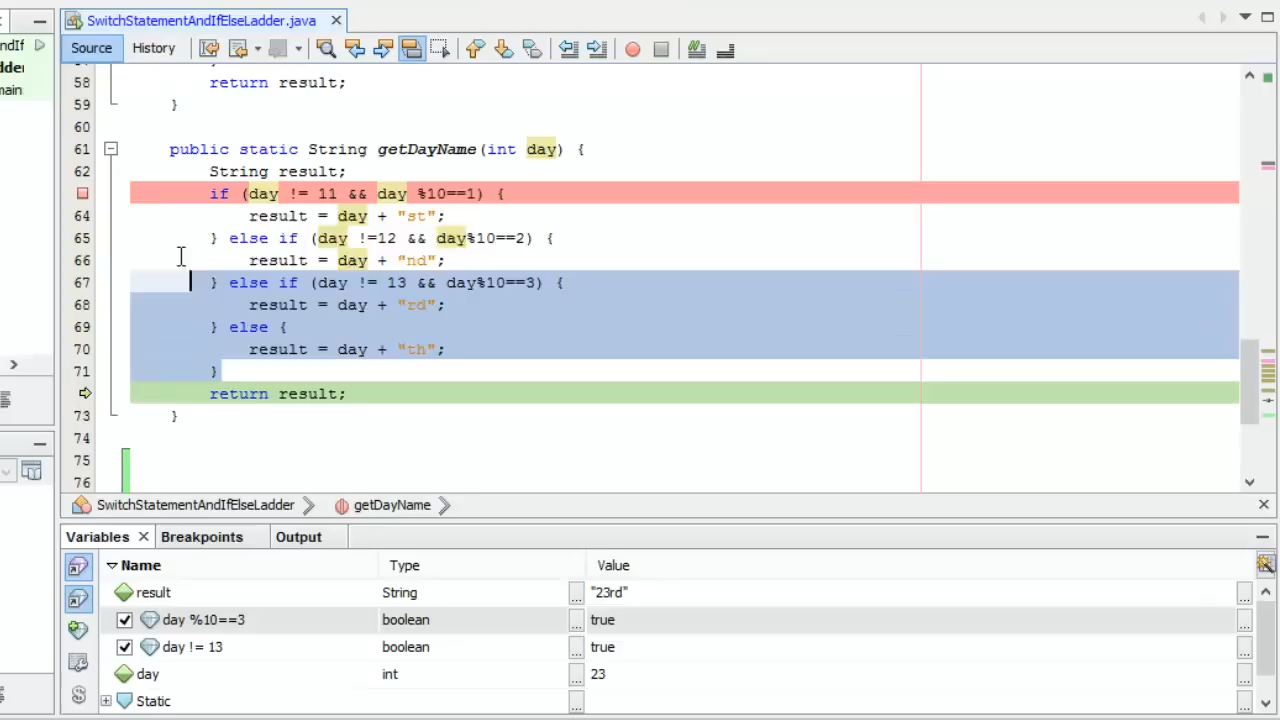 SwitchStatementAndIfElseLadder.java
Source History
58 return result;
59 }
60
61 public static String getDayName(int day) {
62 String result;
if (day != 11 && day %10==1) {
64 result = day + "st";
65 } else if (day !=12 && day%10==2) {
66 result = day + "nd";
67 } else if (day != 13 && day%10==3) {
68 result = day + "rd";
69 } else {
70 result = day + "th";
71 }
return result;
73 }
74
75
76
SwitchStatementAndIfElseLadder getDayName
Variables Breakpoints Output
Name Type Value
result String "23rd"
day %10==3 boolean true
day != 13 boolean true
day int 23
Static